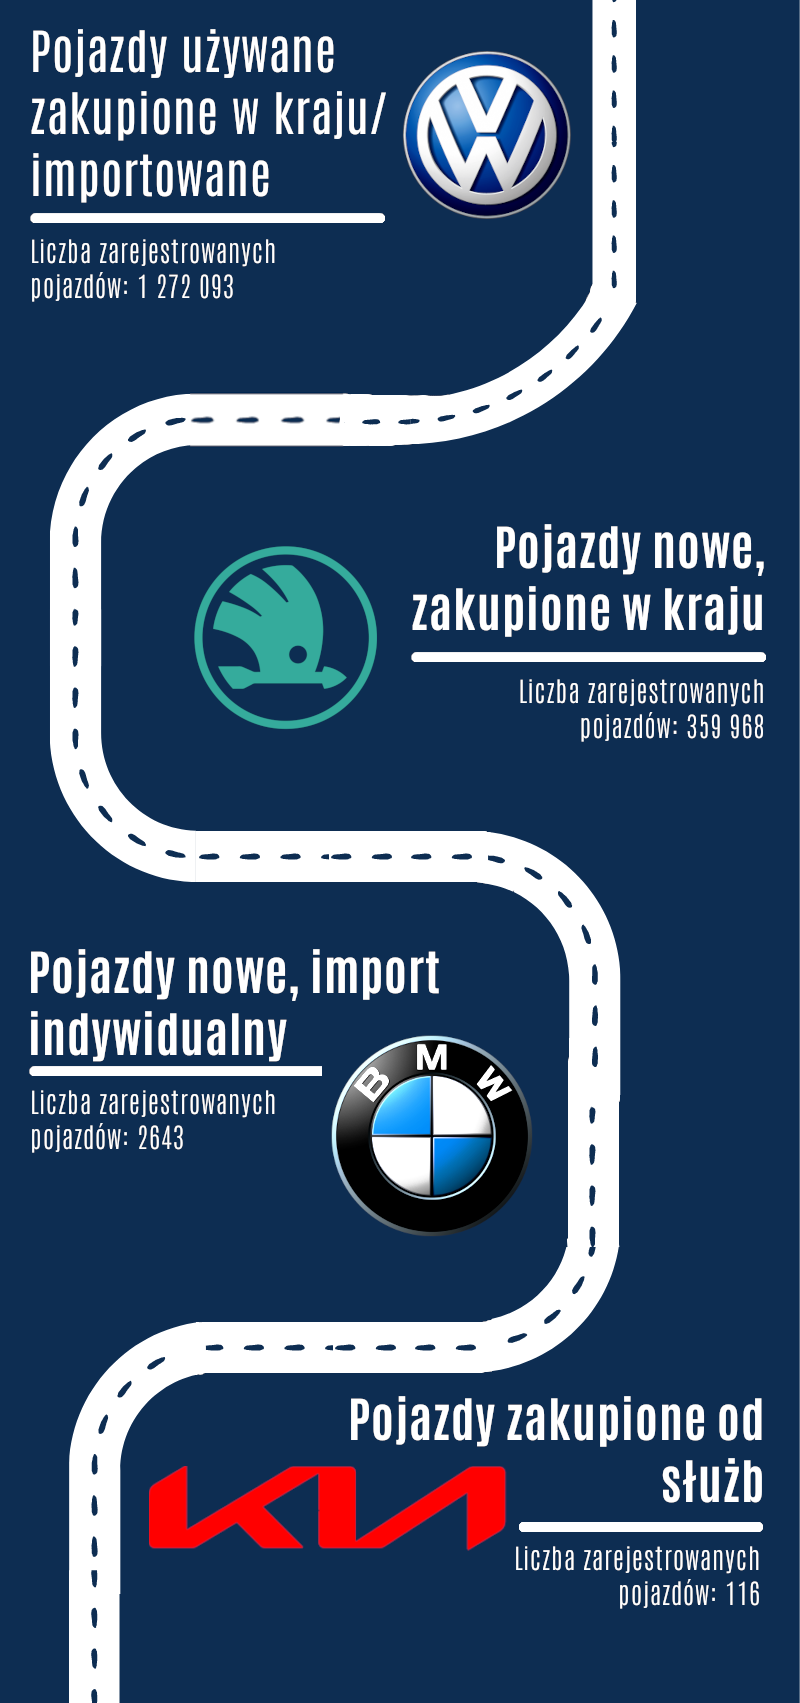 Pojazdy używane
zakupione w kraju/
importowane
Liczba zarejestrowanych
pojazdów: 1 272 093
Pojazdy nowe,
zakupione w kraju
Liczba zarejestrowanych
pojazdów: 359 968
Pojazdy nowe, import
indywidualny
BMW
Liczba zarejestrowanych
pojazdów: 2643
Pojazdy zakupione od
służb
KIA
Liczba zarejestrowanych
pojazdów: 116